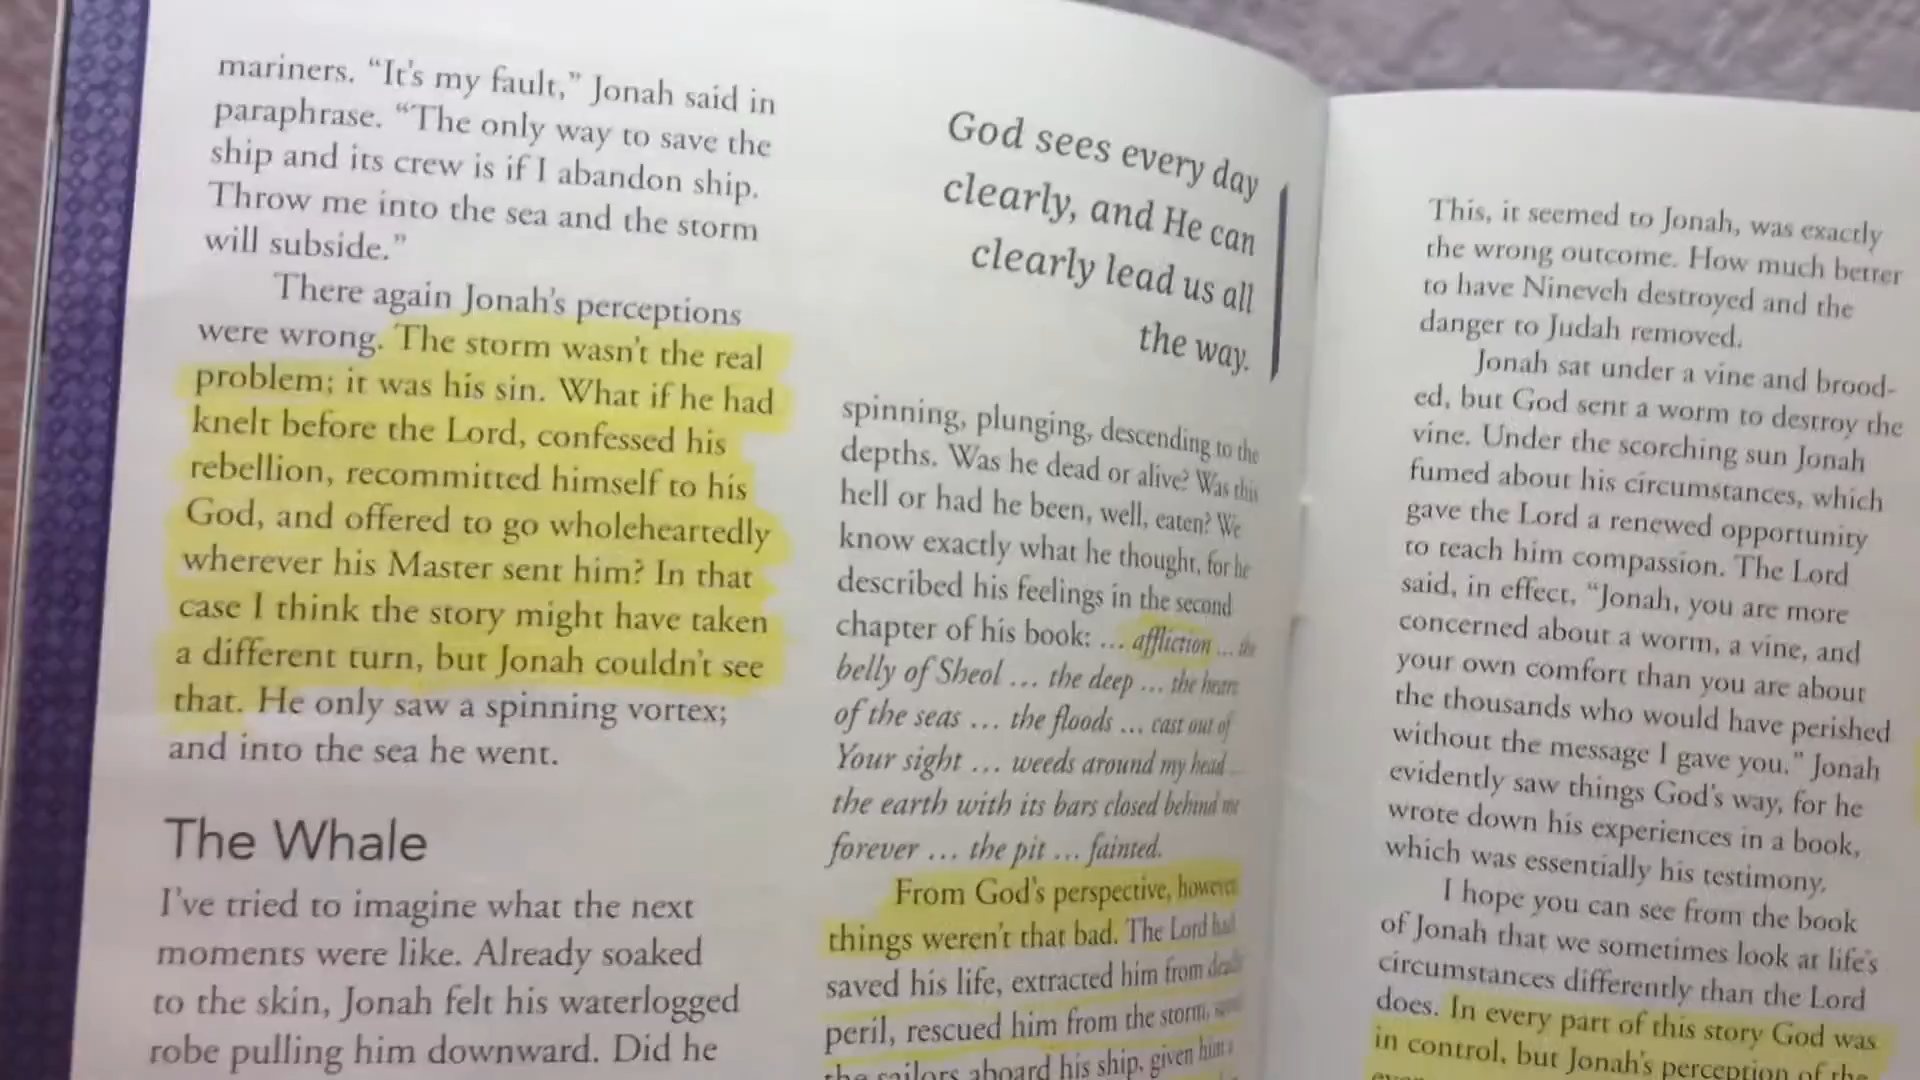 mariners. “It's my fault,” Jonah said in
paraphrase. “The only way to save the
ship and its crew is if I abandon ship.
Throw me into the sea and the storm
will subside.”
There again Jonah's perceptions
were wrong. The storm wasn't the real
problem; it was his sin. What if he had
knelt before the Lord, confessed his
rebellion, recommitted himself to his
God, and offered to go wholeheartedly
wherever his Master sent him? In that
case I think the story might have taken
a different turn, but Jonah couldn't see
that. He only saw a spinning vortex;
and into the sea he went.
The Whale
I've tried to imagine what the next
moments were like. Already soaked
to the skin, Jonah felt his waterlogged
robe pulling him downward. Did he
God sees every day
clearly, and He can
clearly lead us all
the way.
spinning, plunging, descending to the
depths. Was he dead or alive? Was this
hell or had he been, well, eaten? We
know exactly what he thought, for he
described his feelings in the second
chapter of his book: … affliction … the
belly of Sheol … the deep … the heart
of the seas … the floods … cast out of
Your sight … weeds around my head …
the earth with its bars closed behind me
forever … the pit … fainted.
From God's perspective, however,
things weren't that bad. The Lord had
saved his life, extracted him from deadly
peril, rescued him from the storm,
the sailors aboard his ship, given him a
This, it seemed to Jonah, was exactly
the wrong outcome. How much better
to have Nineveh destroyed and the
danger to Judah removed.
Jonah sat under a vine and brood-
ed, but God sent a worm to destroy the
vine. Under the scorching sun Jonah
fumed about his circumstances, which
gave the Lord a renewed opportunity
to teach him compassion. The Lord
said, in effect, “Jonah, you are more
concerned about a worm, a vine, and
your own comfort than you are about
the thousands who would have perished
without the message I gave you.” Jonah
evidently saw things God's way, for he
wrote down his experiences in a book,
which was essentially his testimony.
I hope you can see from the book
of Jonah that we sometimes look at life's
circumstances differently than the Lord
does. In every part of this story God was
in control, but Jonah's perception of the